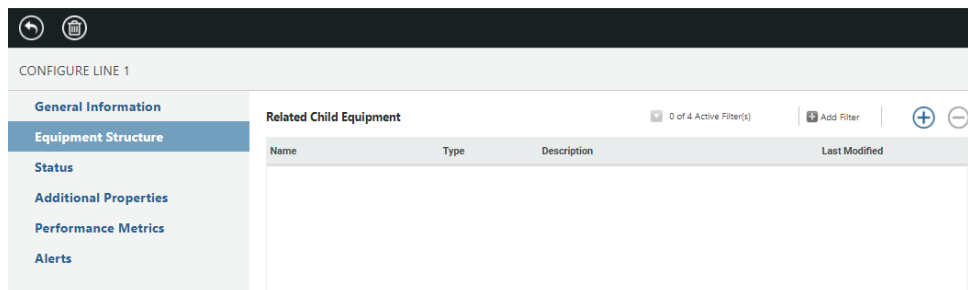 CONFIGURE LINE 1
General Information
Equipment Structure
Status
Additional Properties
Performance Metrics
Alerts
Related Child Equipment 0 of 4 Active Filter(s) Add Filter
Name Type Description Last Modified